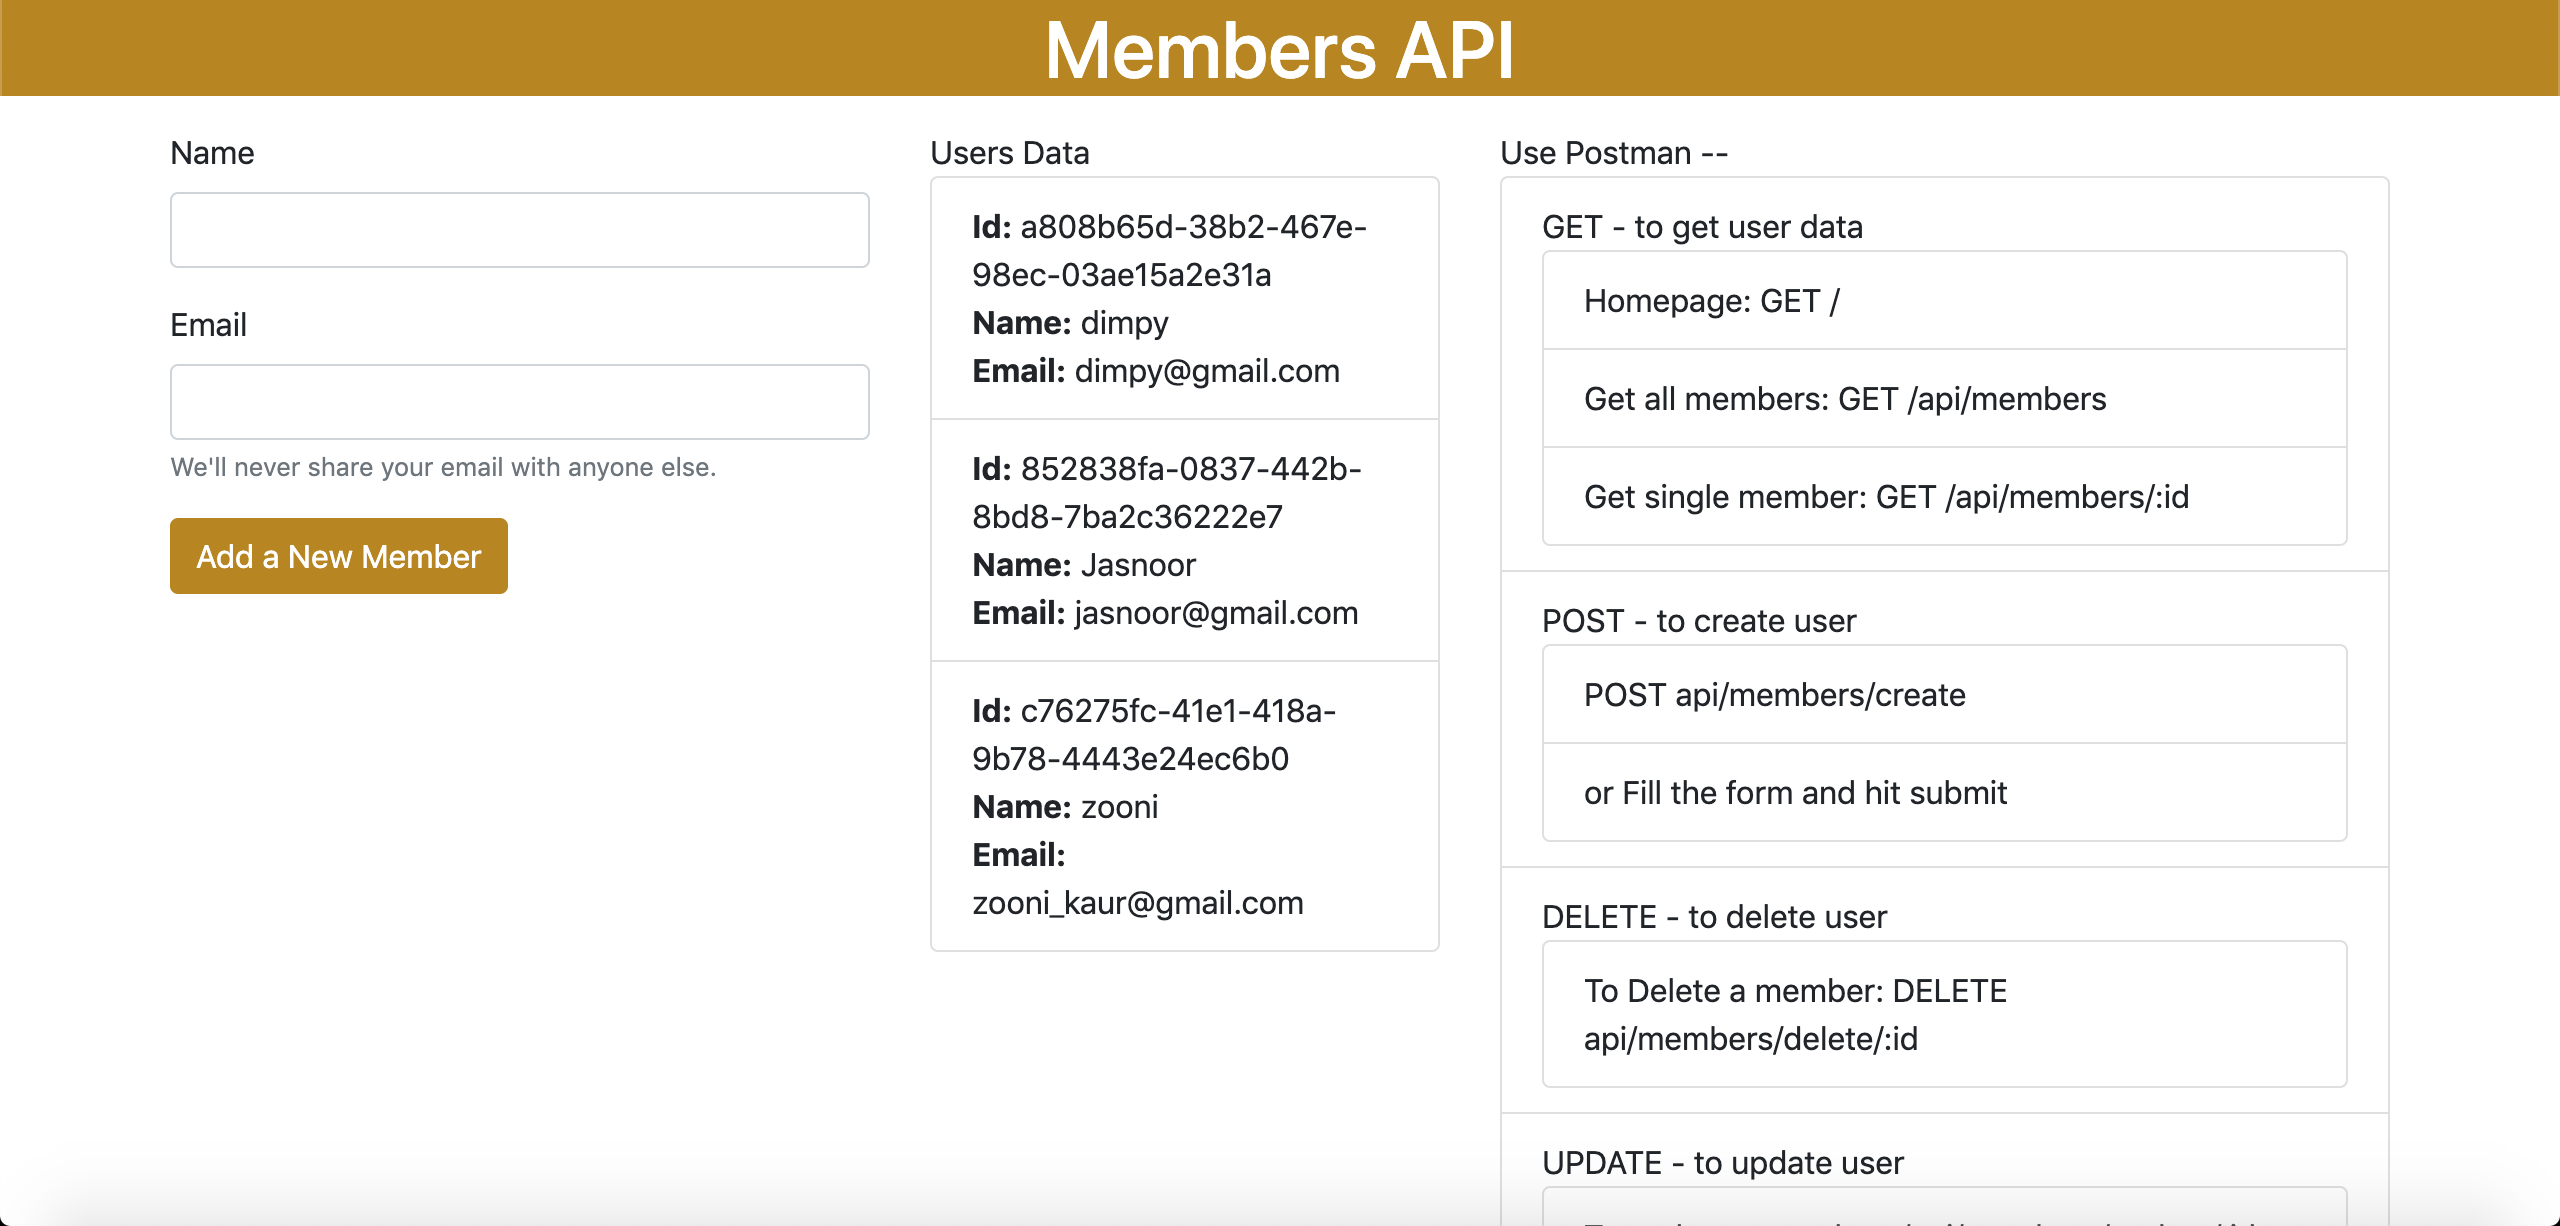 Members API
Name
Email
We'll never share your email with anyone else.
Add a New Member
Users Data
Id: a808b65d-38b2-467e-
98ec-03ae15a2e31a
Name: dimpy
Email: dimpy@gmail.com
Id: 852838fa-0837-442b-
8bd8-7ba2c36222e7
Name: Jasnoor
Email: jasnoor@gmail.com
Id: c76275fc-41e1-418a-
9b78-4443e24ec6b0
Name: zooni
Email:
zooni_kaur@gmail.com
Use Postman --
GET - to get user data
Homepage: GET /
Get all members: GET /api/members
Get single member: GET /api/members/:id
POST - to create user
POST api/members/create
or Fill the form and hit submit
DELETE - to delete user
To Delete a member: DELETE
api/members/delete/:id
UPDATE - to update user